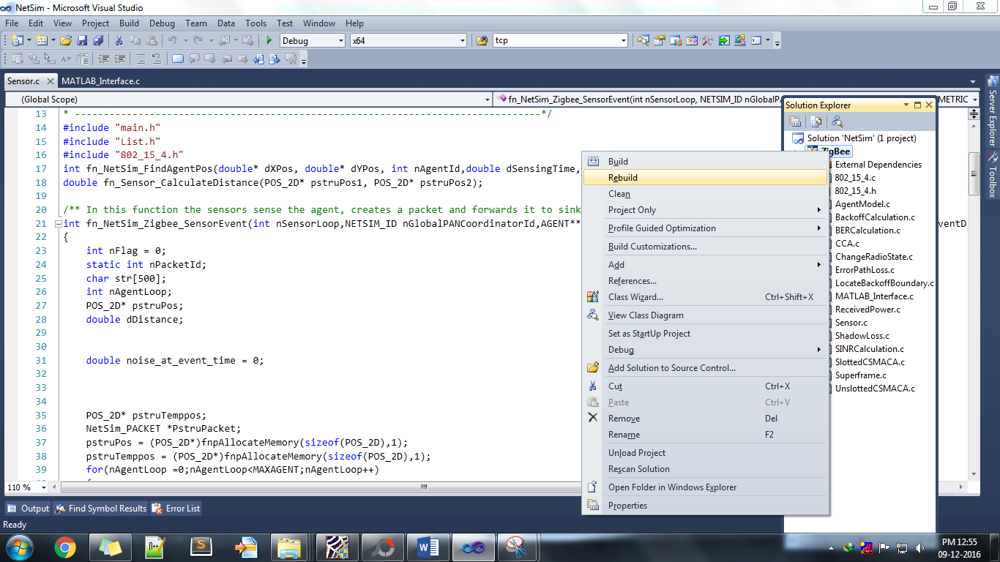 NetSim - Microsoft Visual Studio
File Edit View Project Build Debug Team Data Tools Test Window Help
Debug x64 tcp
Sensor.c MATLAB_Interface.c
(Global Scope) fn_NetSim_Zigbee_SensorEvent(int nSensorLoop, NETSIM_ID nGlobalPAN METRIC
13 * -----------------------------------------------------------------------------*/
14 #include "main.h"
15 #include "List.h"
16 #include "802_15_4.h"
17 int fn_NetSim_FindAgentPos(double* dXPos, double* dYPos, int nAgentId,double dSensingTime,
18 double fn_Sensor_CalculateDistance(POS_2D* pstruPos1, POS_2D* pstruPos2);
19
20 /** In this function the sensors sense the agent, creates a packet and forwards it to sink
21 int fn_NetSim_Zigbee_SensorEvent(int nSensorLoop,NETSIM_ID nGlobalPANCoordinatorId,AGENT** ventD
22 {
23 int nFlag = 0;
24 static int nPacketId;
25 char str[500];
26 int nAgentLoop;
27 POS_2D* pstruPos;
28 double dDistance;
29
30
31 double noise_at_event_time = 0;
32
33
34
35 POS_2D* pstruTemppos;
36 NetSim_PACKET *PstruPacket;
37 pstruPos = (POS_2D*)fnpAllocateMemory(sizeof(POS_2D),1);
38 pstruTemppos = (POS_2D*)fnpAllocateMemory(sizeof(POS_2D),1);
39 for(nAgentLoop =0;nAgentLoop<MAXAGENT;nAgentLoop++)
110 %
Build
Rebuild
Clean
Project Only
Profile Guided Optimization
Build Customizations...
Add
References...
Class Wizard... Ctrl+Shift+X
View Class Diagram
Set as StartUp Project
Debug
Add Solution to Source Control...
Cut Ctrl+X
Paste Ctrl+V
Remove Del
Rename F2
Unload Project
Rescan Solution
Open Folder in Windows Explorer
Properties
Solution Explorer
Solution 'NetSim' (1 project)
ZigBee
External Dependencies
802_15_4.c
802_15_4.h
AgentModel.c
BackoffCalculation.c
BERCalculation.c
CCA.c
ChangeRadioState.c
ErrorPathLoss.c
LocateBackoffBoundary.c
MATLAB_Interface.c
ReceivedPower.c
Sensor.c
ShadowLoss.c
SINRCalculation.c
SlottedCSMACA.c
Superframe.c
UnslottedCSMACA.c
Server Explorer
Toolbox
Output Find Symbol Results Error List
Ready
PM 12:55
09-12-2016